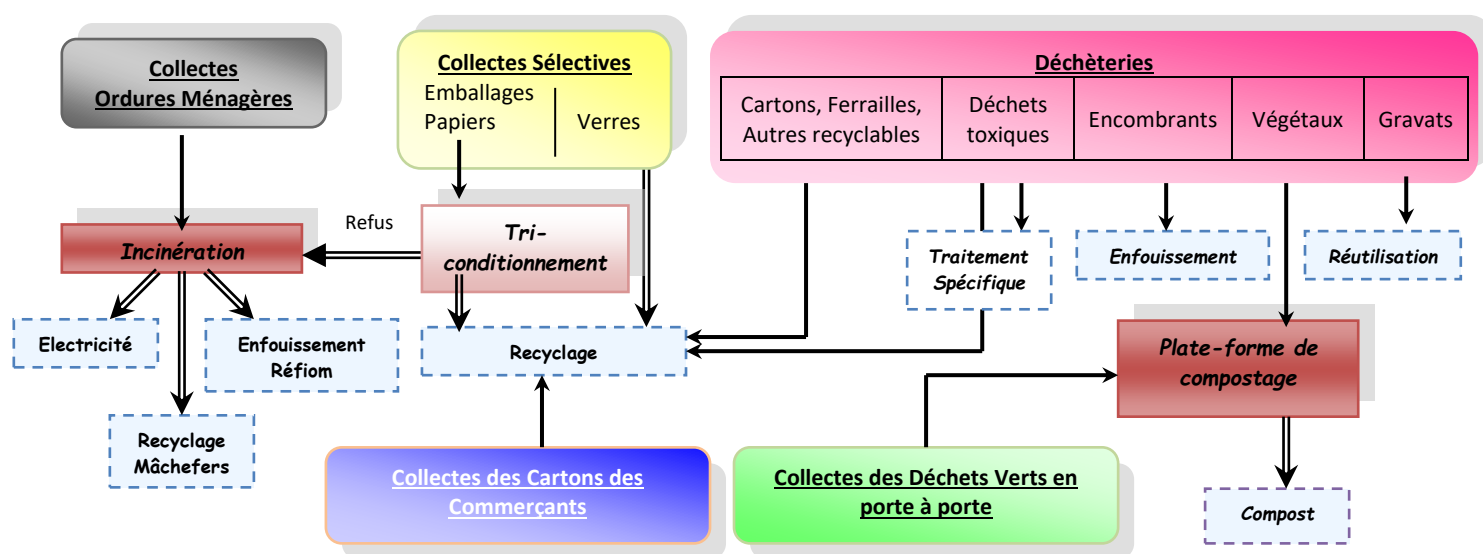 Collectes
Ordures Ménagères
Collectes Sélectives
Emballages
Papiers
Verres
Déchèteries
Cartons, Ferrailles,
Autres recyclables
Déchets
toxiques
Encombrants
Végétaux
Gravats
Incinération
Refus
Tri-
conditionnement
Traitement
Spécifique
Enfouissement
Réutilisation
Electricité
Enfouissement
Réfiom
Recyclage
Plate-forme de
compostage
Recyclage
Mâchefers
Collectes des Cartons des
Commerçants
Collectes des Déchets Verts en
porte à porte
Compost